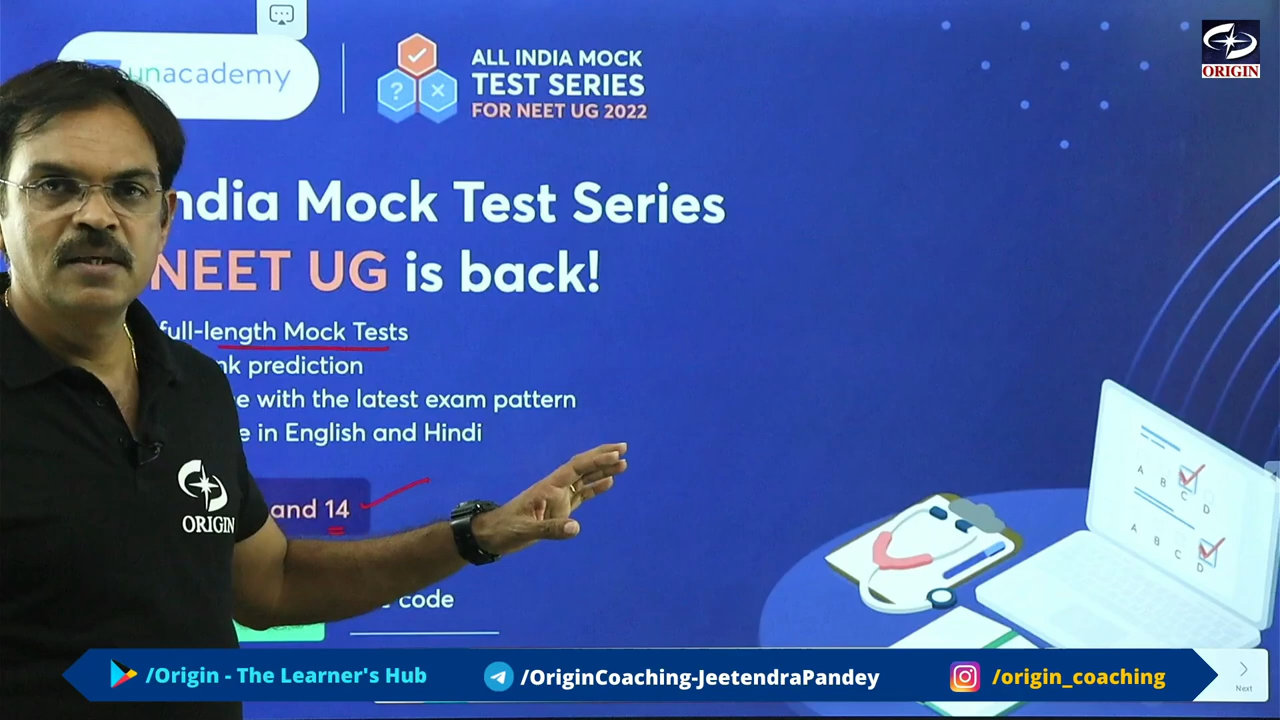 unacademy
ALL INDIA MOCK
TEST SERIES
FOR NEET UG 2022
ORIGIN
India Mock Test Series
NEET UG is back!
full-length Mock Tests
prediction
with the latest exam pattern
in English and Hindi
and 14
ORIGIN
code
A B C D
A B C D
/Origin - The Learner's Hub
/OriginCoaching-JeetendraPandey
/origin_coaching
Next